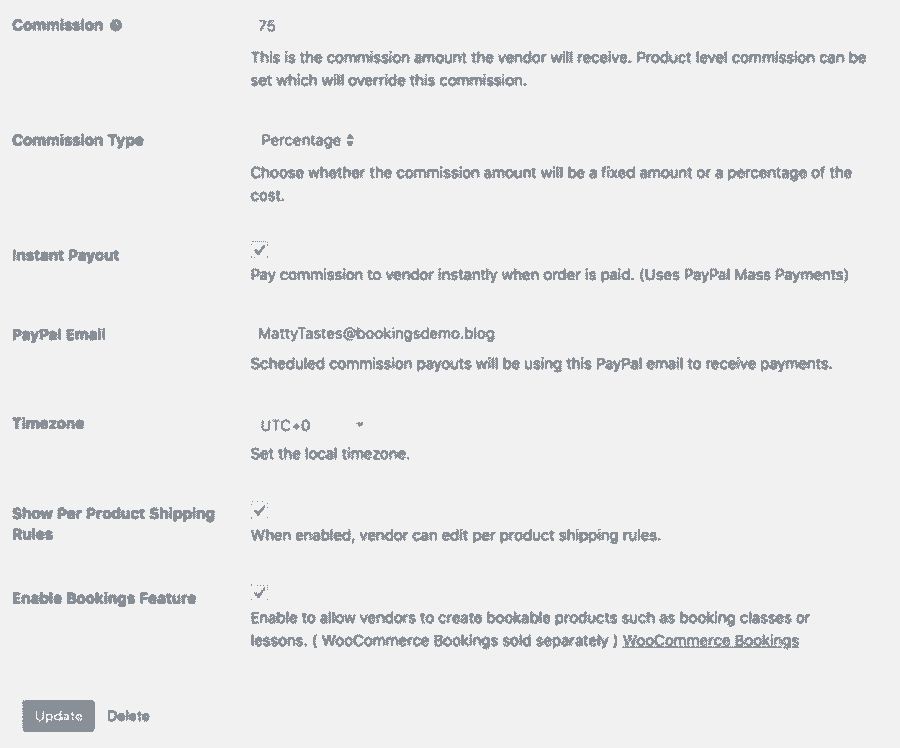 Commission
75
This is the commission amount the vendor will receive. Product level commission can be
set which will override this commission.
Commission Type
Percentage
Choose whether the commission amount will be a fixed amount or a percentage of the
cost.
Instant Payout
Pay commission to vendor instantly when order is paid. (Uses PayPal Mass Payments)
PayPal Email
MattyTastes@bookingsdemo.blog
Scheduled commission payouts will be using this PayPal email to receive payments.
Timezone
UTC+0
Set the local timezone.
Show Per Product Shipping
Rules
When enabled, vendor can edit per product shipping rules.
Enable Bookings Feature
Enable to allow vendors to create bookable products such as booking classes or
lessons. ( WooCommerce Bookings sold separately ) WooCommerce Bookings
Update Delete